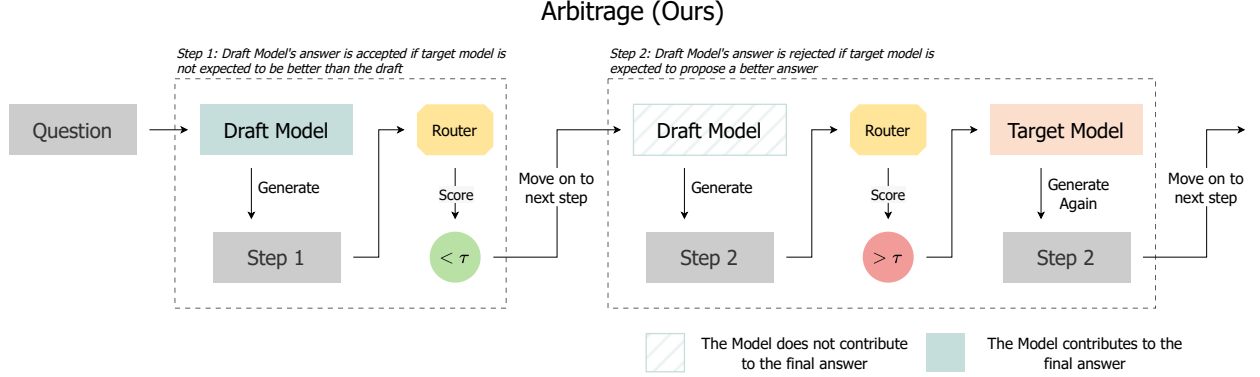 Arbitrage (Ours)
Step 1: Draft Model's answer is accepted if target model is
not expected to be better than the draft
Step 2: Draft Model's answer is rejected if target model is
expected to propose a better answer
Question
Draft Model
Router
Generate
Score
Step 1
< τ
Move on to
next step
Draft Model
Router
Target Model
Generate
Score
Generate
Again
Step 2
> τ
Step 2
Move on to
next step
The Model does not contribute
to the final answer
The Model contributes to the
final answer